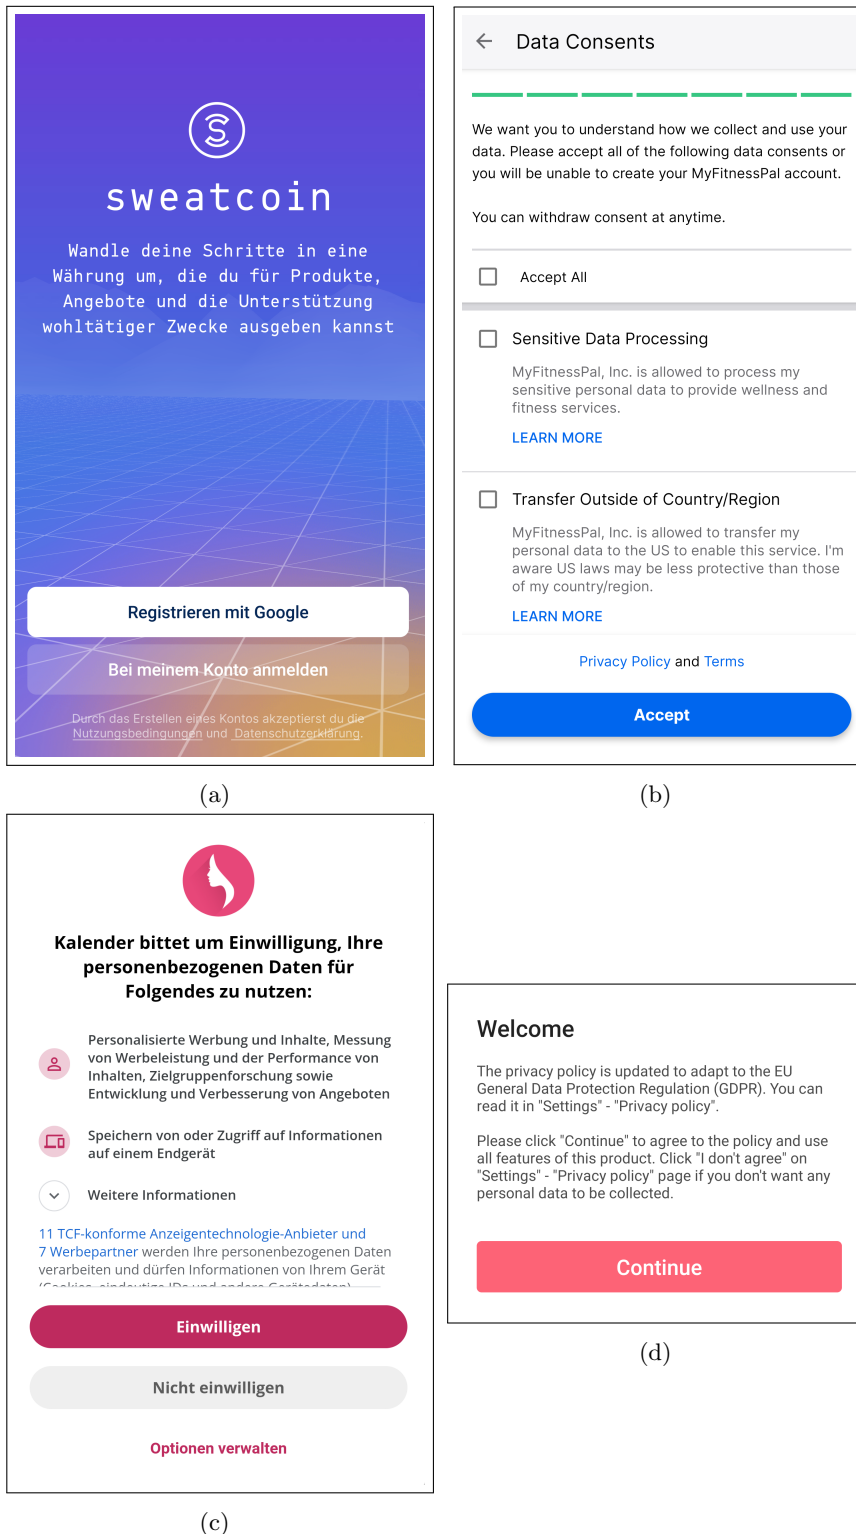 sweatcoin
Wandle deine Schritte in eine
Währung um, die du für Produkte,
Angebote und die Unterstützung
wohltätiger Zwecke ausgeben kannst
Registrieren mit Google
Bei meinem Konto anmelden
Durch das Erstellen eines Kontos akzeptierst du die
Nutzungsbedingungen und Datenschutzerklärung.
(a)
Data Consents
We want you to understand how we collect and use your
data. Please accept all of the following data consents or
you will be unable to create your MyFitnessPal account.
You can withdraw consent at anytime.
Accept All
Sensitive Data Processing
MyFitnessPal, Inc. is allowed to process my
sensitive personal data to provide wellness and
fitness services.
LEARN MORE
Transfer Outside of Country/Region
MyFitnessPal, Inc. is allowed to transfer my
personal data to the US to enable this service. I'm
aware US laws may be less protective than those
of my country/region.
LEARN MORE
Privacy Policy and Terms
Accept
(b)
Kalender bittet um Einwilligung, Ihre
personenbezogenen Daten für
Folgendes zu nutzen:
Personalisierte Werbung und Inhalte, Messung
von Werbeleistung und der Performance von
Inhalten, Zielgruppenforschung sowie
Entwicklung und Verbesserung von Angeboten
Speichern von oder Zugriff auf Informationen
auf einem Endgerät
Weitere Informationen
11 TCF-konforme Anzeigentechnologie-Anbieter und
7 Werbepartner werden Ihre personenbezogenen Daten
verarbeiten und dürfen Informationen von Ihrem Gerät
(Cookies, eindeutige IDs und andere Gerätedaten)
Einwilligen
Nicht einwilligen
Optionen verwalten
(c)
Welcome
The privacy policy is updated to adapt to the EU
General Data Protection Regulation (GDPR). You can
read it in "Settings" - "Privacy policy".
Please click "Continue" to agree to the policy and use
all features of this product. Click "I don't agree" on
"Settings" - "Privacy policy" page if you don't want any
personal data to be collected.
Continue
(d)